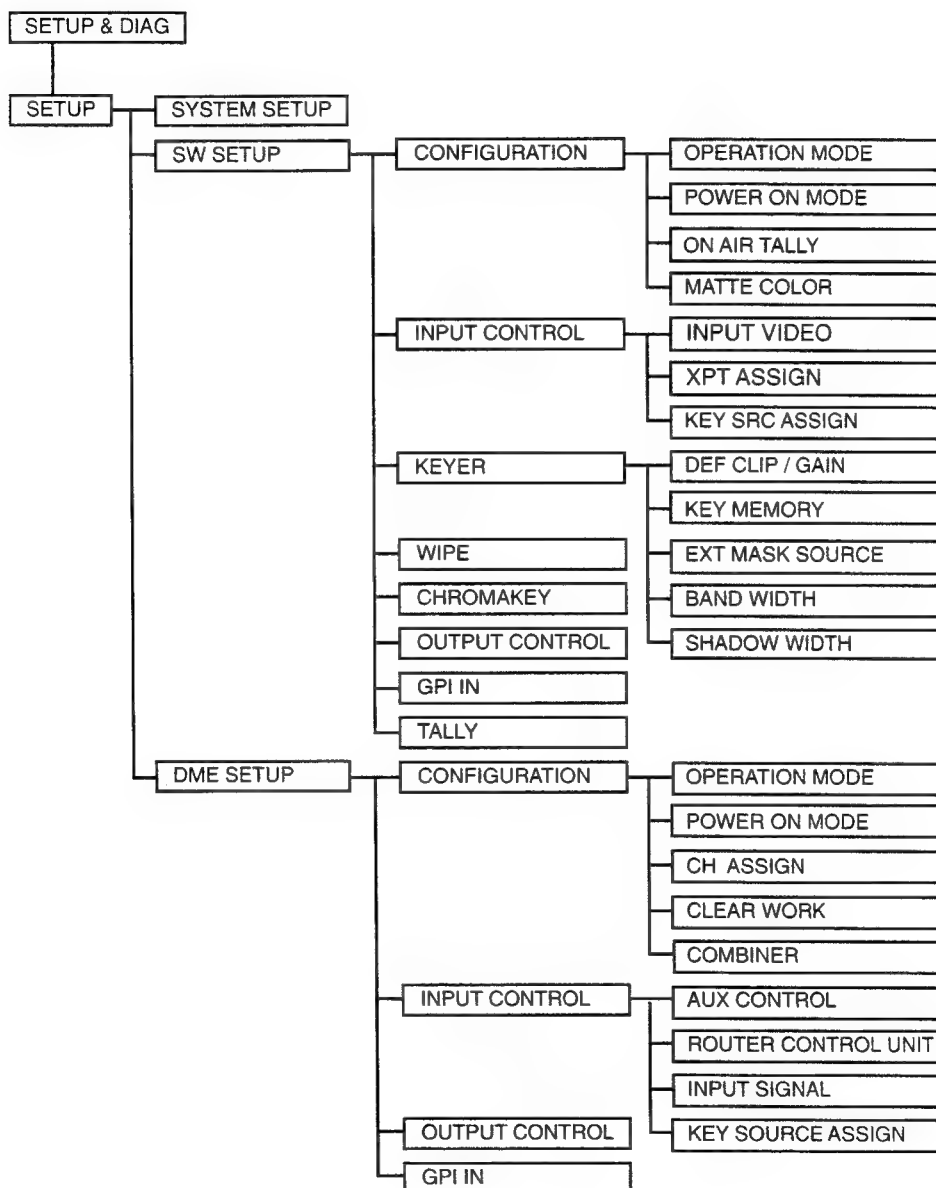 SETUP & DIAG
SETUP
SYSTEM SETUP
SW SETUP
CONFIGURATION
OPERATION MODE
POWER ON MODE
ON AIR TALLY
MATTE COLOR
INPUT CONTROL
INPUT VIDEO
XPT ASSIGN
KEY SRC ASSIGN
KEYER
DEF CLIP / GAIN
KEY MEMORY
EXT MASK SOURCE
BAND WIDTH
SHADOW WIDTH
WIPE
CHROMAKEY
OUTPUT CONTROL
GPI IN
TALLY
DME SETUP
CONFIGURATION
OPERATION MODE
POWER ON MODE
CH ASSIGN
CLEAR WORK
COMBINER
INPUT CONTROL
AUX CONTROL
ROUTER CONTROL UNIT
INPUT SIGNAL
KEY SOURCE ASSIGN
OUTPUT CONTROL
GPI IN